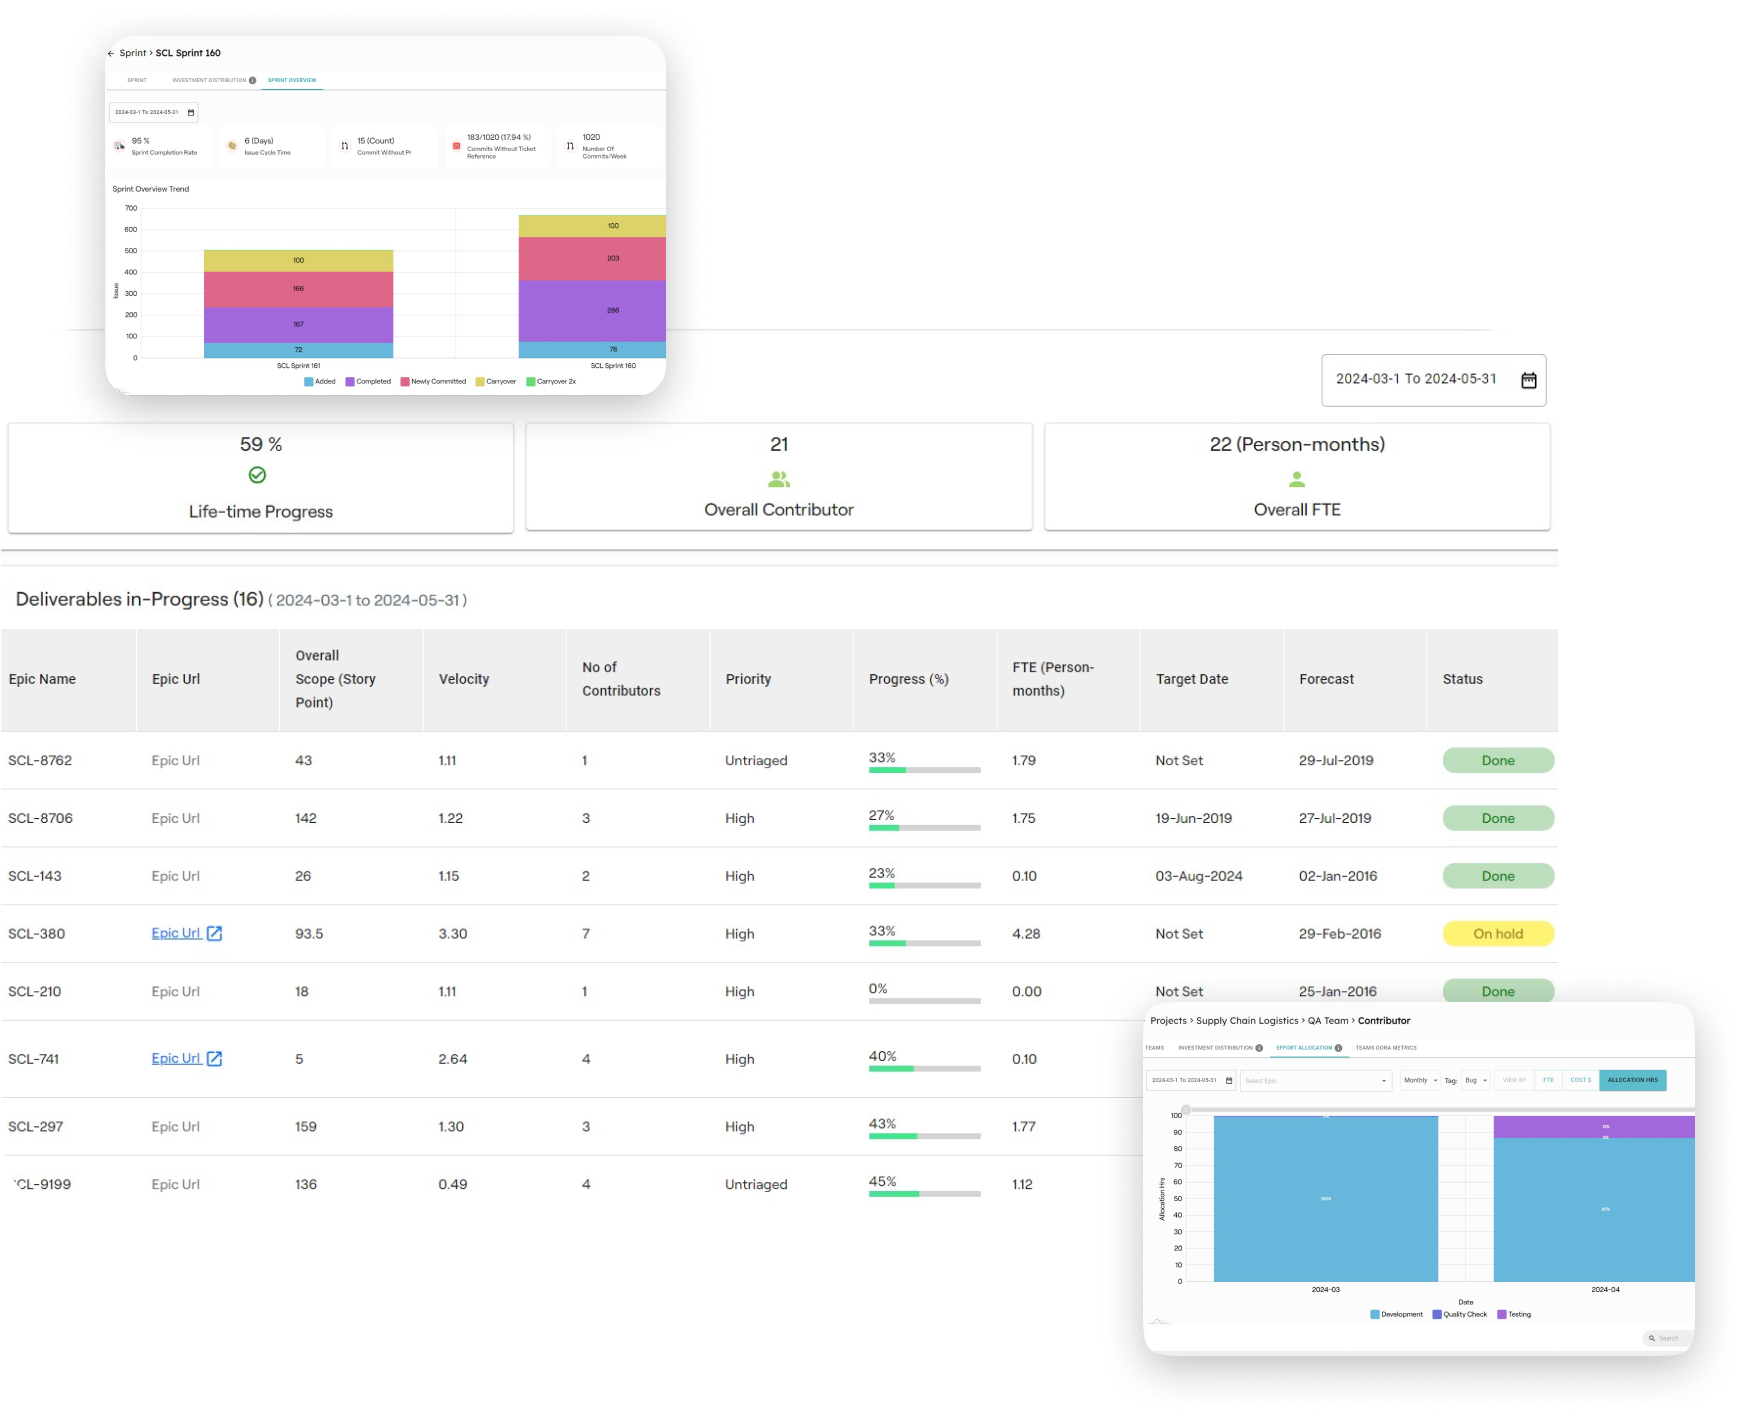 ← Sprint > SCL Sprint 160
SPRINT INVESTMENT DISTRIBUTION SPRINT OVERVIEW
2024-03-1 To 2024-05-31
95 %
Sprint Completion Rate
6 (Days)
Issue Cycle Time
15 (Count)
Commit Without Pr
183/1020 (17.94 %)
Commits Without Ticket
Reference
1020
Number Of
Commits/Week
Sprint Overview Trend
700
600
500
400
300
200
100
0
Issue
100
166
167
72
100
203
286
78
SCL Sprint 161
SCL Sprint 160
Added Completed Newly Committed Carryover Carryover 2x
2024-03-1 To 2024-05-31
59 %
Life-time Progress
21
Overall Contributor
22 (Person-months)
Overall FTE
Deliverables in-Progress (16) ( 2024-03-1 to 2024-05-31 )
Epic Name
Epic Url
Overall
Scope (Story
Point)
Velocity
No of
Contributors
Priority
Progress (%)
FTE (Person-
months)
Target Date
Forecast
Status
SCL-8762 Epic Url 43 1.11 1 Untriaged 33% 1.79 Not Set 29-Jul-2019 Done
SCL-8706 Epic Url 142 1.22 3 High 27% 1.75 19-Jun-2019 27-Jul-2019 Done
SCL-143 Epic Url 26 1.15 2 High 23% 0.10 03-Aug-2024 02-Jan-2016 Done
SCL-380 Epic Url 93.5 3.30 7 High 33% 4.28 Not Set 29-Feb-2016 On hold
SCL-210 Epic Url 18 1.11 1 High 0% 0.00 Not Set 25-Jan-2016 Done
SCL-741 Epic Url 5 2.64 4 High 40% 0.10
SCL-297 Epic Url 159 1.30 3 High 43% 1.77
CL-9199 Epic Url 136 0.49 4 Untriaged 45% 1.12
Projects > Supply Chain Logistics > QA Team > Contributor
TEAMS INVESTMENT DISTRIBUTION EFFORT ALLOCATION TEAMS DORA METRICS
2024-03-1 To 2024-05-31 Select Epic Monthly Tag: Bug VIEW BY FTE COST $ ALLOCATION HRS
100
90
80
70
60
50
40
30
20
10
0
Allocation Hrs
2024-03
2024-04
Date
Development Quality Check Testing
Search